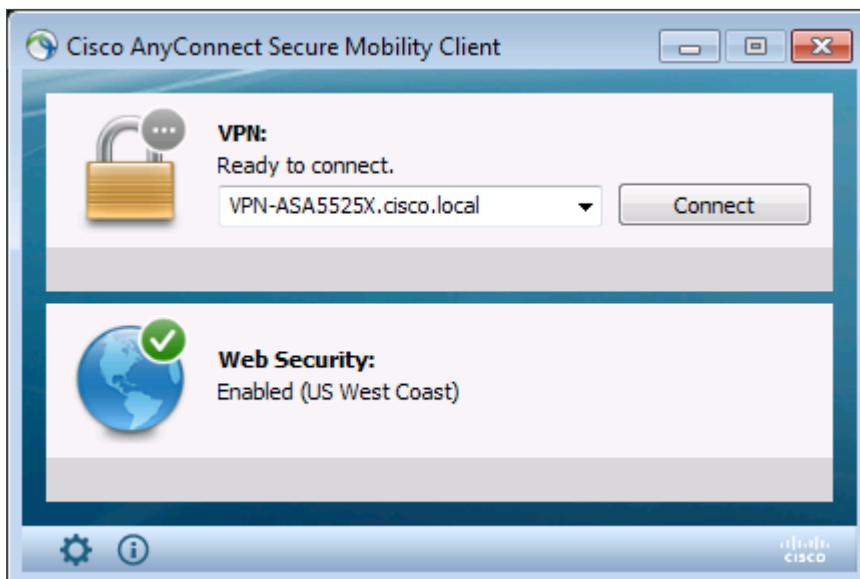 Cisco AnyConnect Secure Mobility Client
VPN:
Ready to connect.
VPN-ASA5525X.cisco.local
Connect
Web Security:
Enabled (US West Coast)
CISCO